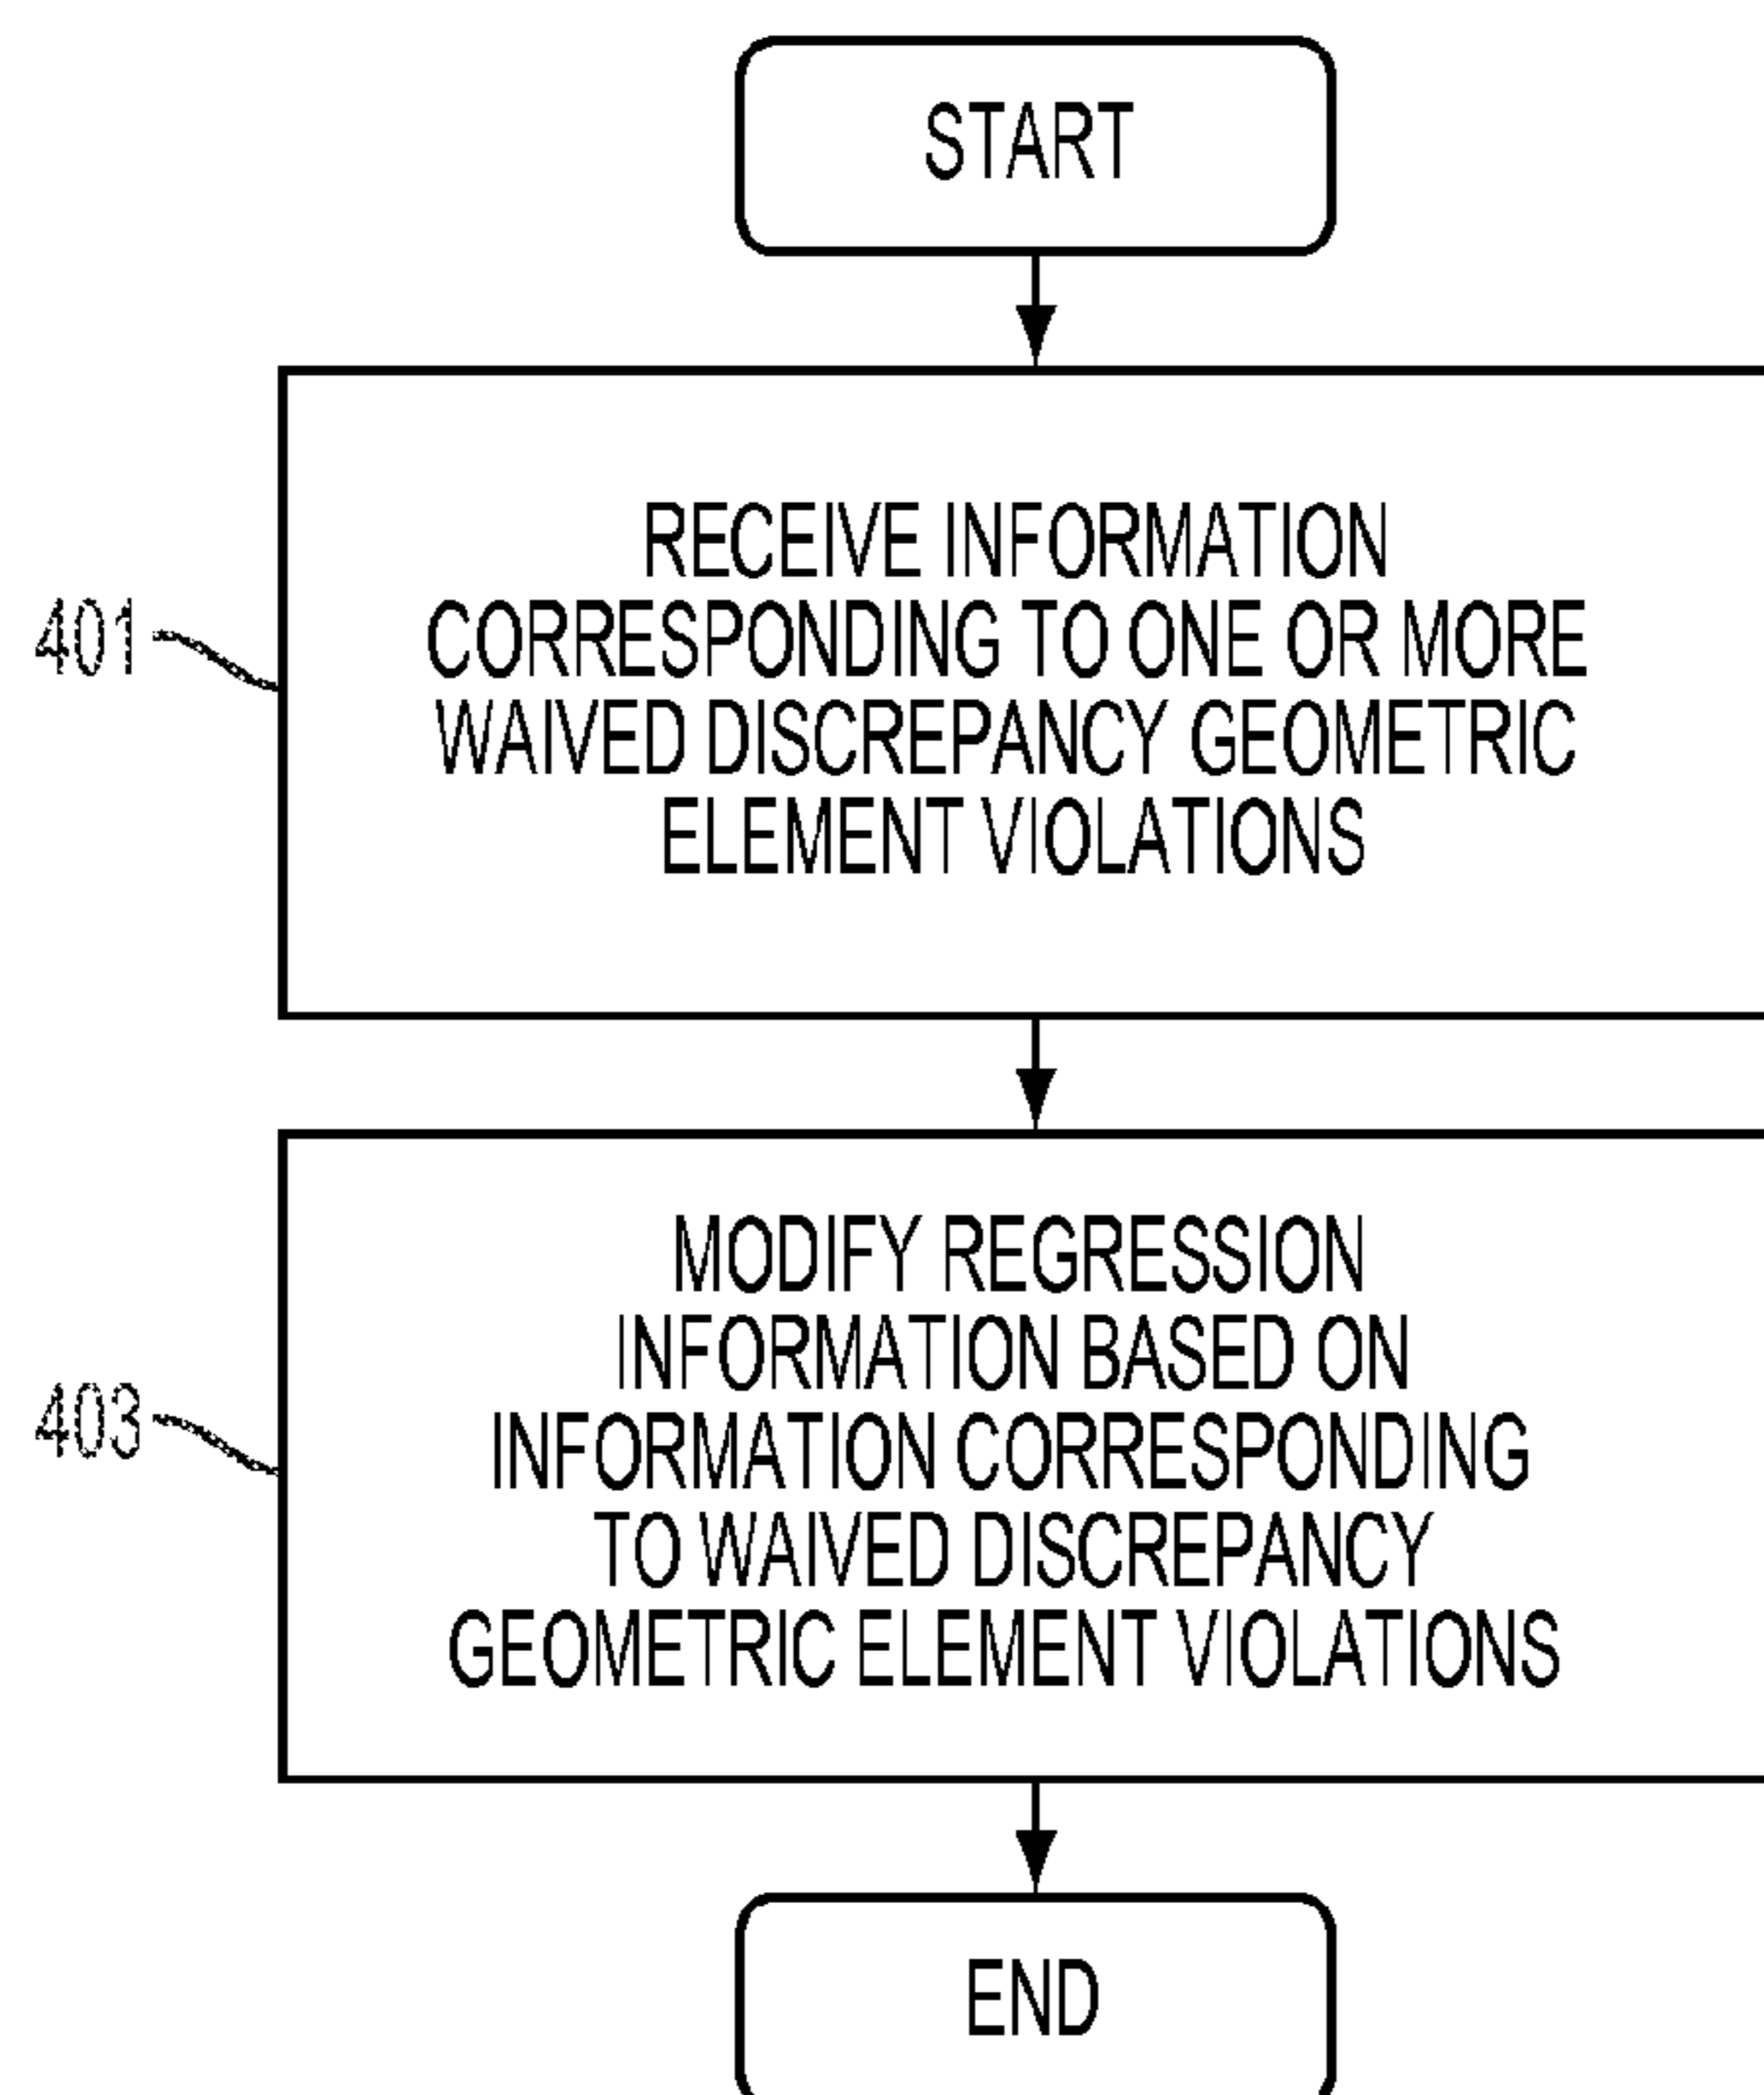 START
RECEIVE INFORMATION
CORRESPONDING TO ONE OR MORE
WAIVED DISCREPANCY GEOMETRIC
ELEMENT VIOLATIONS
401
MODIFY REGRESSION
INFORMATION BASED ON
INFORMATION CORRESPONDING
TO WAIVED DISCREPANCY
GEOMETRIC ELEMENT VIOLATIONS
403
END